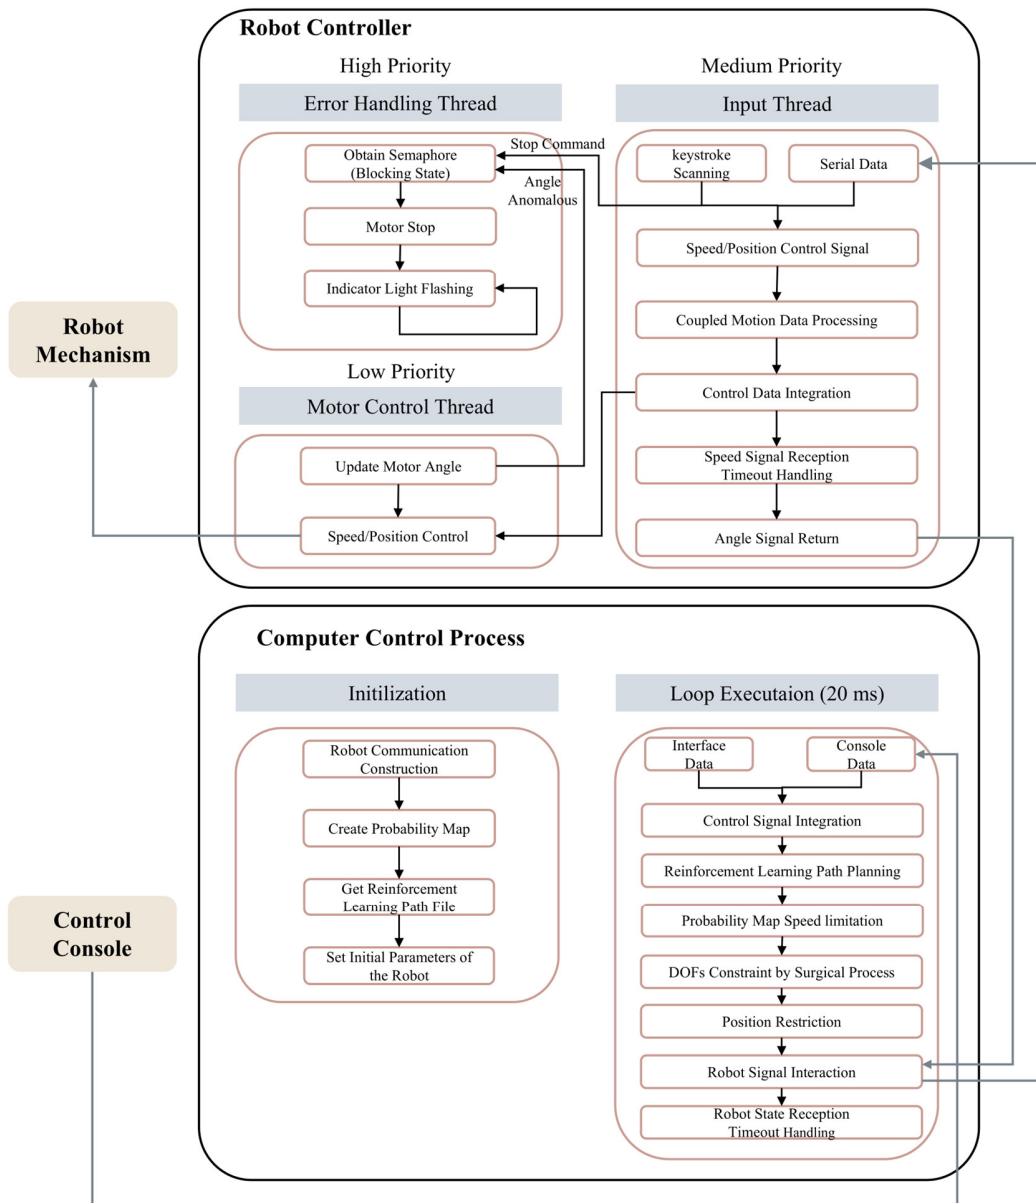 Robot Controller
High Priority
Error Handling Thread
Obtain Semaphore
(Blocking State)
Motor Stop
Indicator Light Flashing
Stop Command
Angle
Anomalous
Medium Priority
Input Thread
keystroke
Scanning
Serial Data
Speed/Position Control Signal
Coupled Motion Data Processing
Control Data Integration
Speed Signal Reception
Timeout Handling
Angle Signal Return
Low Priority
Motor Control Thread
Update Motor Angle
Speed/Position Control
Robot
Mechanism
Computer Control Process
Initilization
Robot Communication
Construction
Create Probability Map
Get Reinforcement
Learning Path File
Set Initial Parameters of
the Robot
Loop Executaion (20 ms)
Interface
Data
Console
Data
Control Signal Integration
Reinforcement Learning Path Planning
Probability Map Speed limitation
DOFs Constraint by Surgical Process
Position Restriction
Robot Signal Interaction
Robot State Reception
Timeout Handling
Control
Console